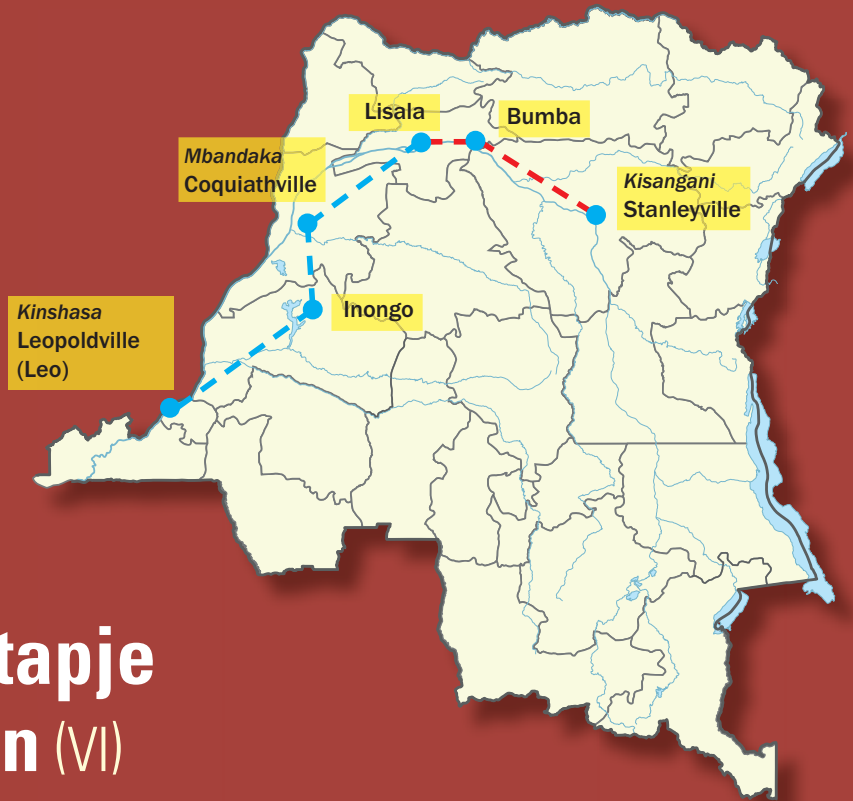 Lisala
Bumba
Mbandaka
Coquiathville
Kisangani
Stanleyville
Kinshasa
Leopoldville
(Leo)
Inongo
tapje
n (VI)